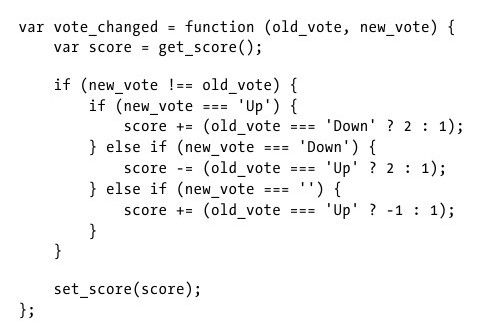 var vote_changed = function (old_vote, new_vote) {
    var score = get_score();

    if (new_vote !== old_vote) {
        if (new_vote === 'Up') {
            score += (old_vote === 'Down' ? 2 : 1);
        } else if (new_vote === 'Down') {
            score -= (old_vote === 'Up' ? 2 : 1);
        } else if (new_vote === '') {
            score += (old_vote === 'Up' ? -1 : 1);
        }
    }

    set_score(score);
};